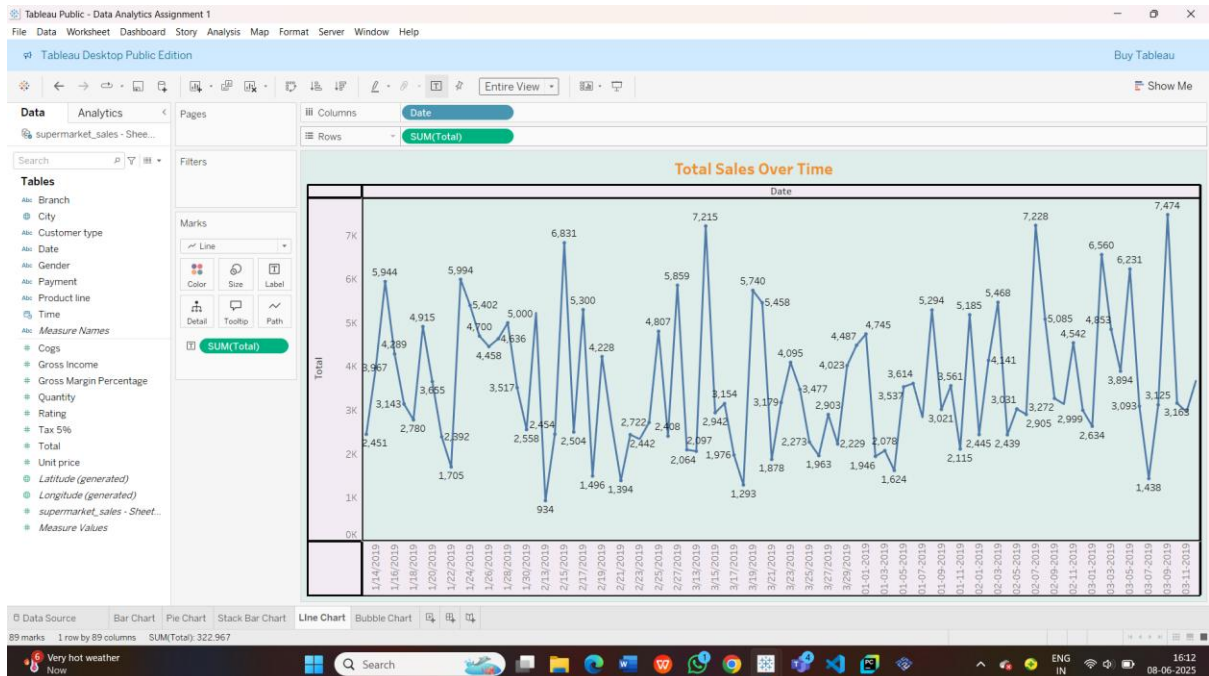 Tableau Public - Data Analytics Assignment 1
File Data Worksheet Dashboard Story Analysis Map Format Server Window Help
Tableau Desktop Public Edition
Buy Tableau
Entire View
Show Me
Data Analytics
supermarket_sales - Shee...
Search
Tables
Abc Branch
City
Abc Customer type
Abc Date
Abc Gender
Abc Payment
Abc Product line
Time
Abc Measure Names
# Cogs
# Gross Income
# Gross Margin Percentage
# Quantity
# Rating
# Tax 5%
# Total
# Unit price
Latitude (generated)
Longitude (generated)
# supermarket_sales - Sheet...
# Measure Values
Pages
Filters
Marks
Line
Color Size Label
Detail Tooltip Path
SUM(Total)
Columns Date
Rows SUM(Total)
Total Sales Over Time
Date
Total
7K
6K
5K
4K
3K
2K
1K
0K
2,451
3,967
5,944
4,289
3,143
2,780
4,915
3,655
2,392
1,705
5,994
5,402
4,700
4,458
4,636
5,000
3,517
2,558
934
2,454
6,831
2,504
5,300
1,496
4,228
1,394
2,442
2,722
4,807
2,408
5,859
2,064
2,097
7,215
2,942
3,154
1,976
1,293
5,740
5,458
1,878
3,179
4,095
3,477
2,273
1,963
2,903
2,229
4,023
4,487
4,745
1,946
2,078
1,624
3,537
3,614
5,294
3,021
3,561
2,115
5,185
2,445
4,141
5,468
2,439
3,031
2,905
7,228
5,085
3,272
2,999
4,542
2,634
4,853
6,560
3,894
6,231
3,093
1,438
3,125
7,474
3,163
1/14/2019
1/16/2019
1/18/2019
1/20/2019
1/22/2019
1/24/2019
1/26/2019
1/28/2019
1/30/2019
2/13/2019
2/15/2019
2/17/2019
2/19/2019
2/21/2019
2/23/2019
2/25/2019
2/27/2019
3/13/2019
3/15/2019
3/17/2019
3/19/2019
3/21/2019
3/23/2019
3/25/2019
3/27/2019
3/29/2019
01-01-2019
01-03-2019
01-05-2019
01-07-2019
01-09-2019
01-11-2019
02-01-2019
02-03-2019
02-05-2019
02-07-2019
02-09-2019
02-11-2019
03-01-2019
03-03-2019
03-05-2019
03-07-2019
03-09-2019
03-11-2019
Data Source Bar Chart Pie Chart Stack Bar Chart LIne Chart Bubble Chart
89 marks 1 row by 89 columns SUM(Total): 322,967
6 Very hot weather
Now
Search
ENG
IN
16:12
08-06-2025